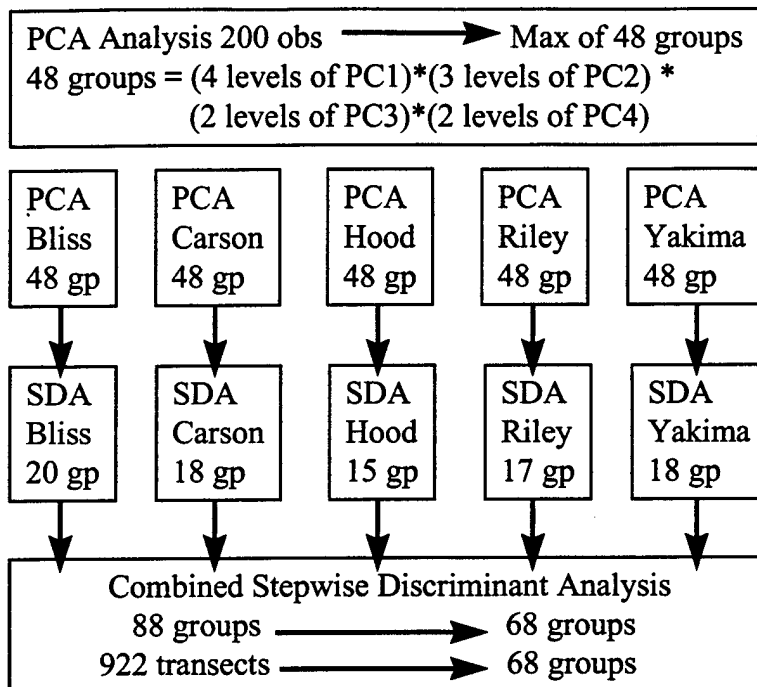 PCA Analysis 200 obs Max of 48 groups
48 groups = (4 levels of PC1)*(3 levels of PC2) *
(2 levels of PC3)*(2 levels of PC4)
PCA
Bliss
48 gp
PCA
Carson
48 gp
PCA
Hood
48 gp
PCA
Riley
48 gp
PCA
Yakima
48 gp
SDA
Bliss
20 gp
SDA
Carson
18 gp
SDA
Hood
15 gp
SDA
Riley
17 gp
SDA
Yakima
18 gp
Combined Stepwise Discriminant Analysis
88 groups 68 groups
922 transects 68 groups